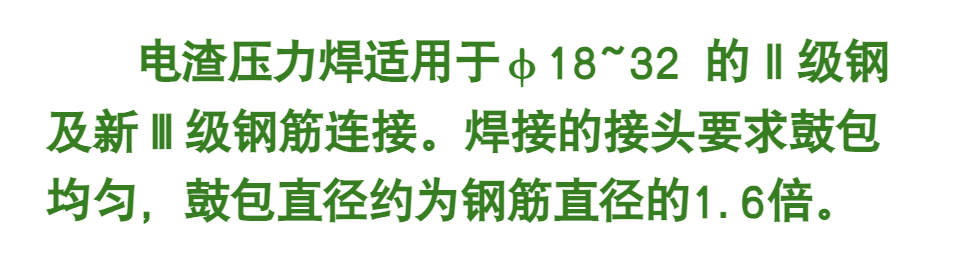 电渣压力焊适用于φ18~32 的Ⅱ级钢
及新Ⅲ级钢筋连接。焊接的接头要求鼓包
均匀，鼓包直径约为钢筋直径的1.6倍。